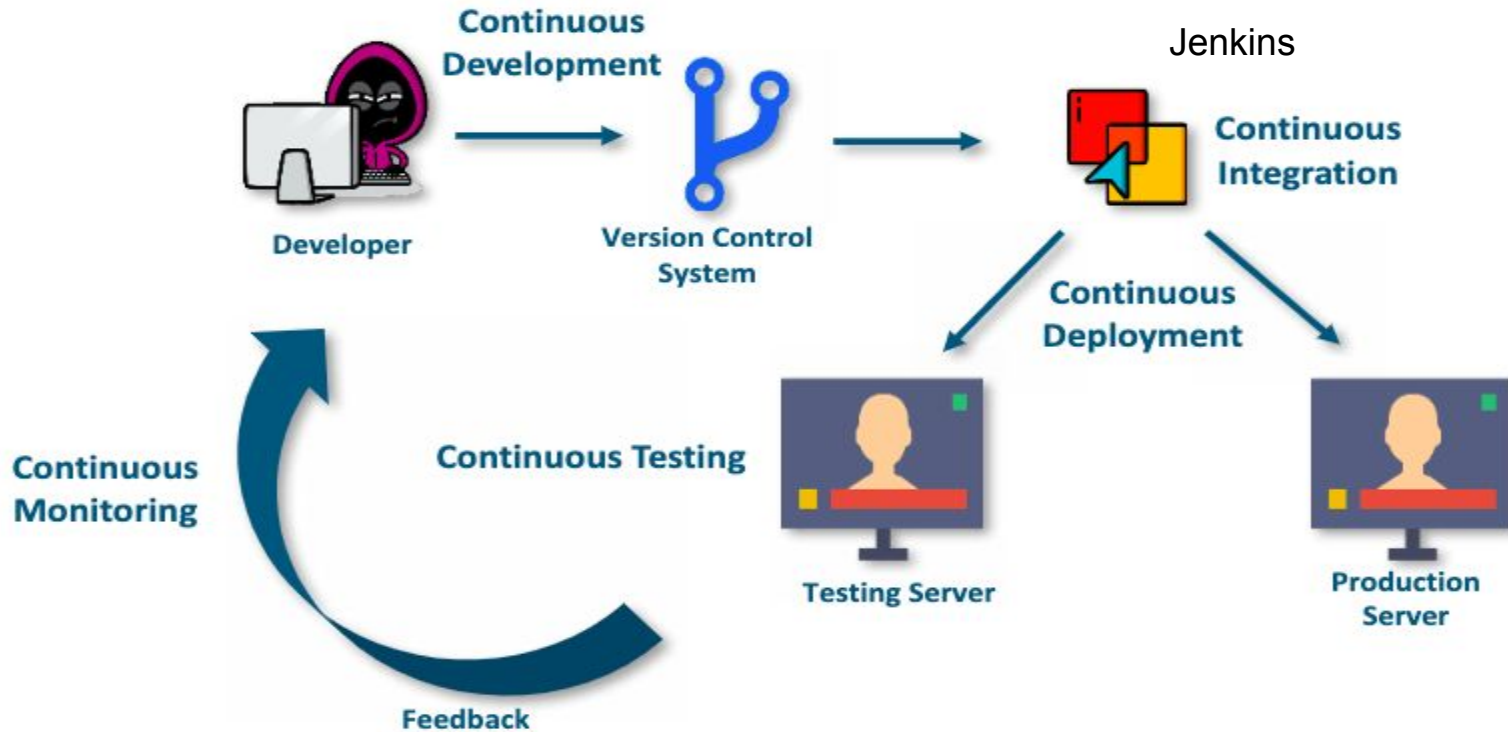 Continuous
Development
Jenkins
Continuous
Integration
Developer
Version Control
System
Continuous
Deployment
Continuous
Monitoring
Continuous Testing
Testing Server
Production
Server
Feedback